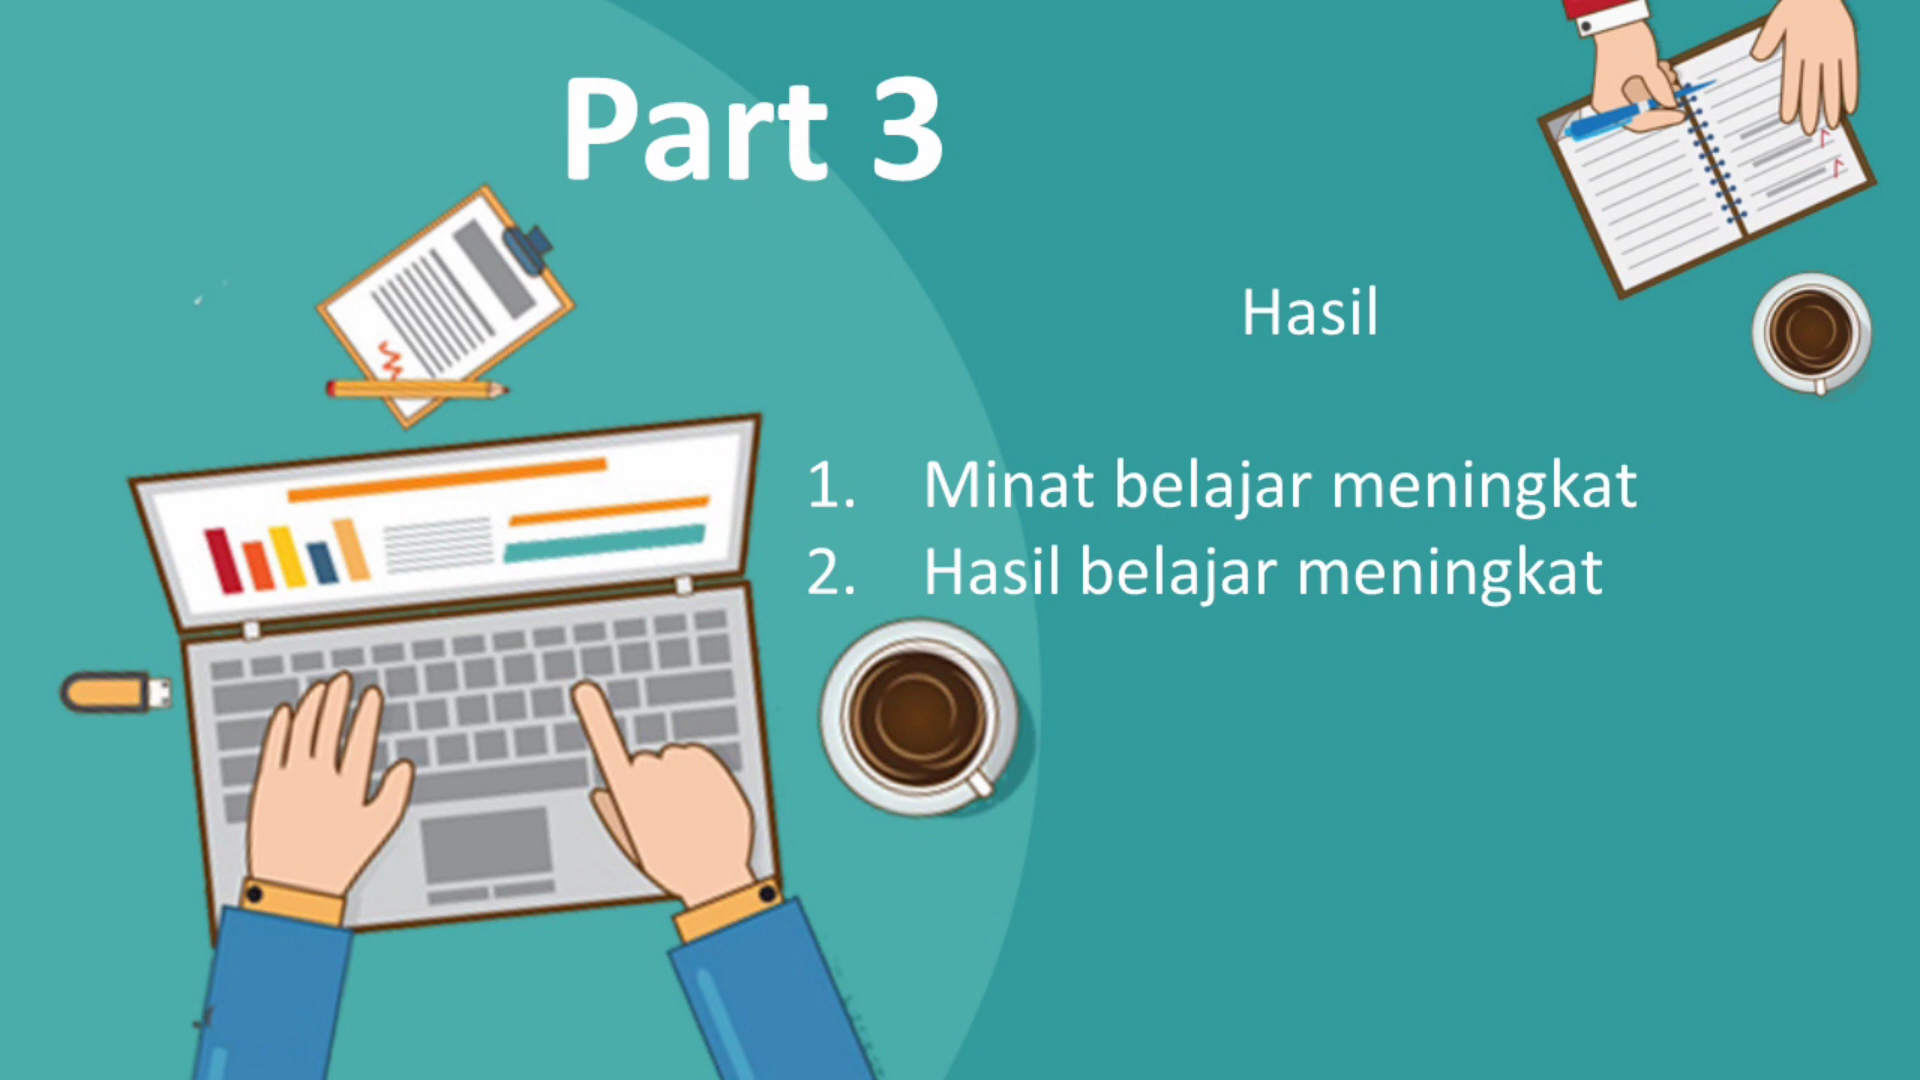 Part 3
Hasil
1. Minat belajar meningkat
2. Hasil belajar meningkat